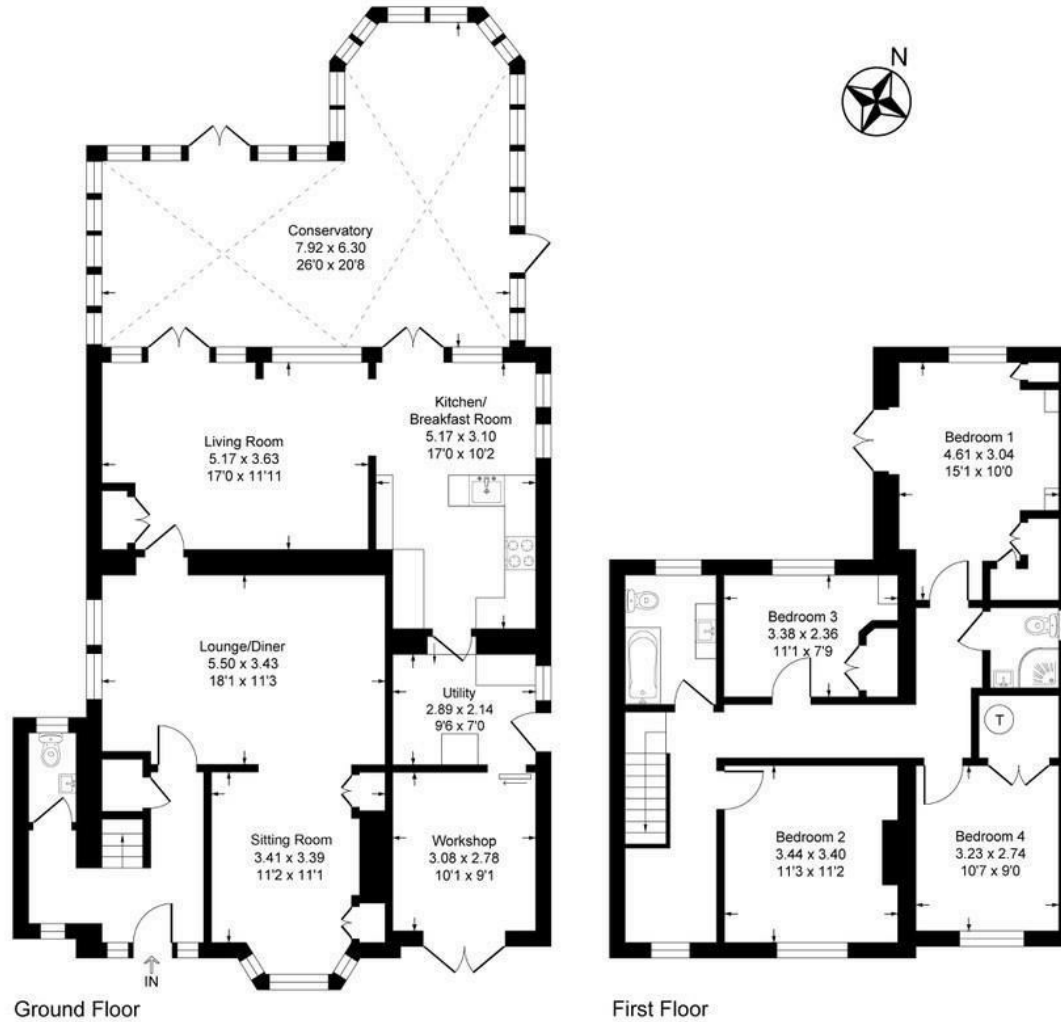 N
Conservatory
7.92 x 6.30
26'0 x 20'8
Kitchen/
Breakfast Room
5.17 x 3.10
17'0 x 10'2
Living Room
5.17 x 3.63
17'0 x 11'11
Lounge/Diner
5.50 x 3.43
18'1 x 11'3
Utility
2.89 x 2.14
9'6 x 7'0
Sitting Room
3.41 x 3.39
11'2 x 11'1
Workshop
3.08 x 2.78
10'1 x 9'1
IN
Ground Floor
Bedroom 1
4.61 x 3.04
15'1 x 10'0
Bedroom 3
3.38 x 2.36
11'1 x 7'9
T
Bedroom 2
3.44 x 3.40
11'3 x 11'2
Bedroom 4
3.23 x 2.74
10'7 x 9'0
First Floor